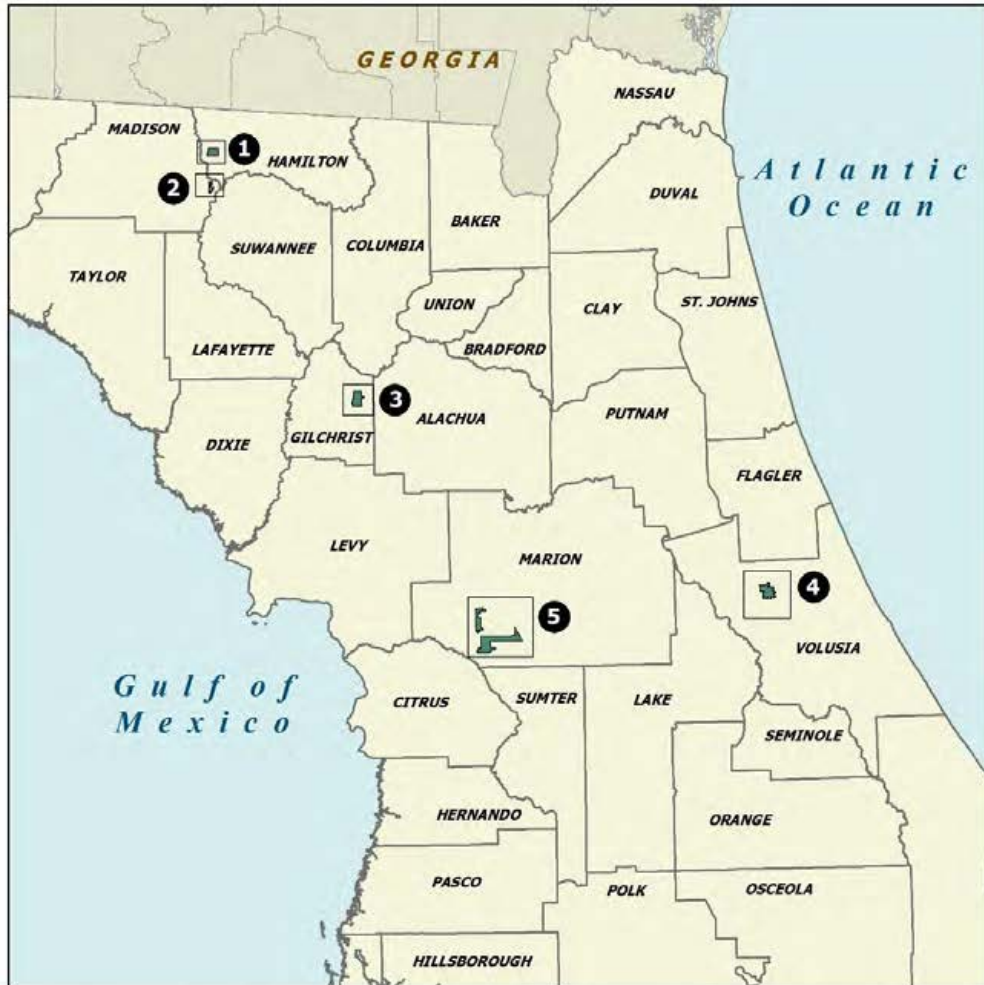 GEORGIA
NASSAU
MADISON
1
HAMILTON
2
DUVAL
Atlantic
Ocean
BAKER
SUWANNEE
COLUMBIA
TAYLOR
UNION
CLAY
ST. JOHNS
LAFAYETTE
BRADFORD
3
ALACHUA
PUTNAM
GILCHRIST
DIXIE
FLAGLER
LEVY
MARION
4
5
VOLUSIA
Gulf of
Mexico
CITRUS
SUMTER
LAKE
SEMINOLE
HERNANDO
ORANGE
PASCO
POLK
OSCEOLA
HILLSBOROUGH